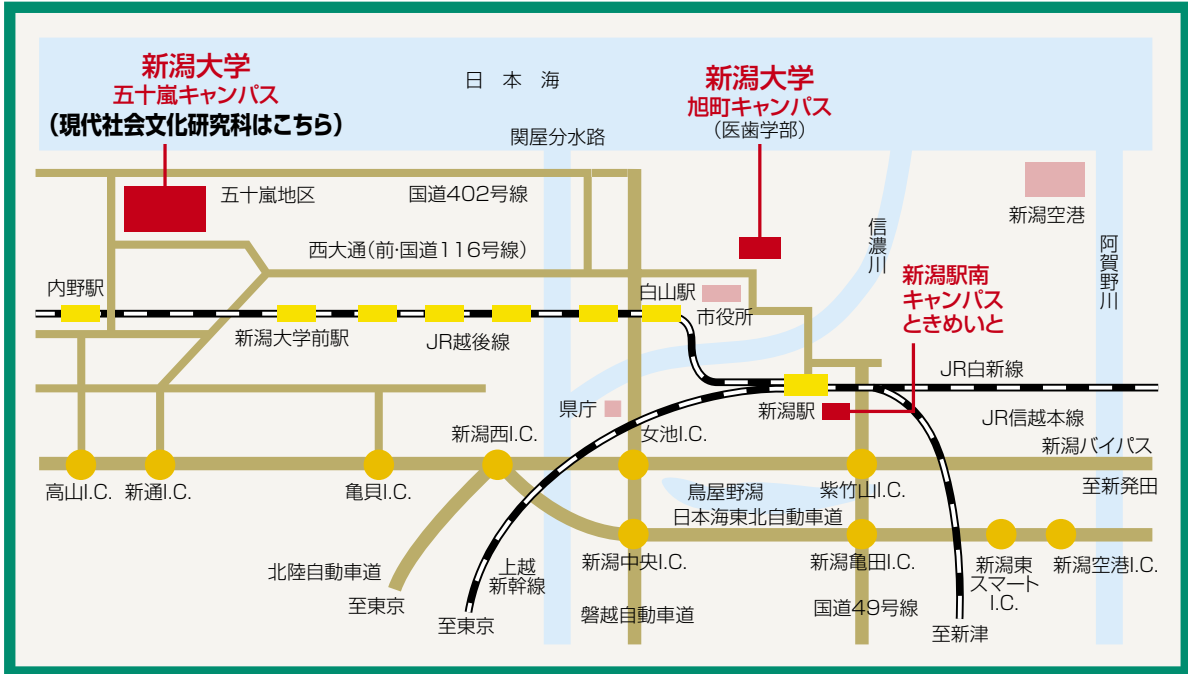 新潟大学
五十嵐キャンパス
(現代社会文化研究科はこちら)
日本海
新潟大学
旭町キャンパス
(医歯学部)
関屋分水路
五十嵐地区
国道402号線
新潟空港
西大通(前・国道116号線)
信濃川
阿賀野川
内野駅
白山駅
市役所
新潟駅南
キャンパス
ときめいと
新潟大学前駅
JR越後線
JR白新線
県庁
新潟駅
JR信越本線
新潟西I.C.
女池I.C.
新潟バイパス
高山I.C.
新通I.C.
亀貝I.C.
鳥屋野潟
紫竹山I.C.
至新発田
日本海東北自動車道
北陸自動車道
上越
新幹線
新潟中央I.C.
新潟亀田I.C.
新潟東
スマート
I.C.
新潟空港I.C.
至東京
至東京
磐越自動車道
国道49号線
至新津